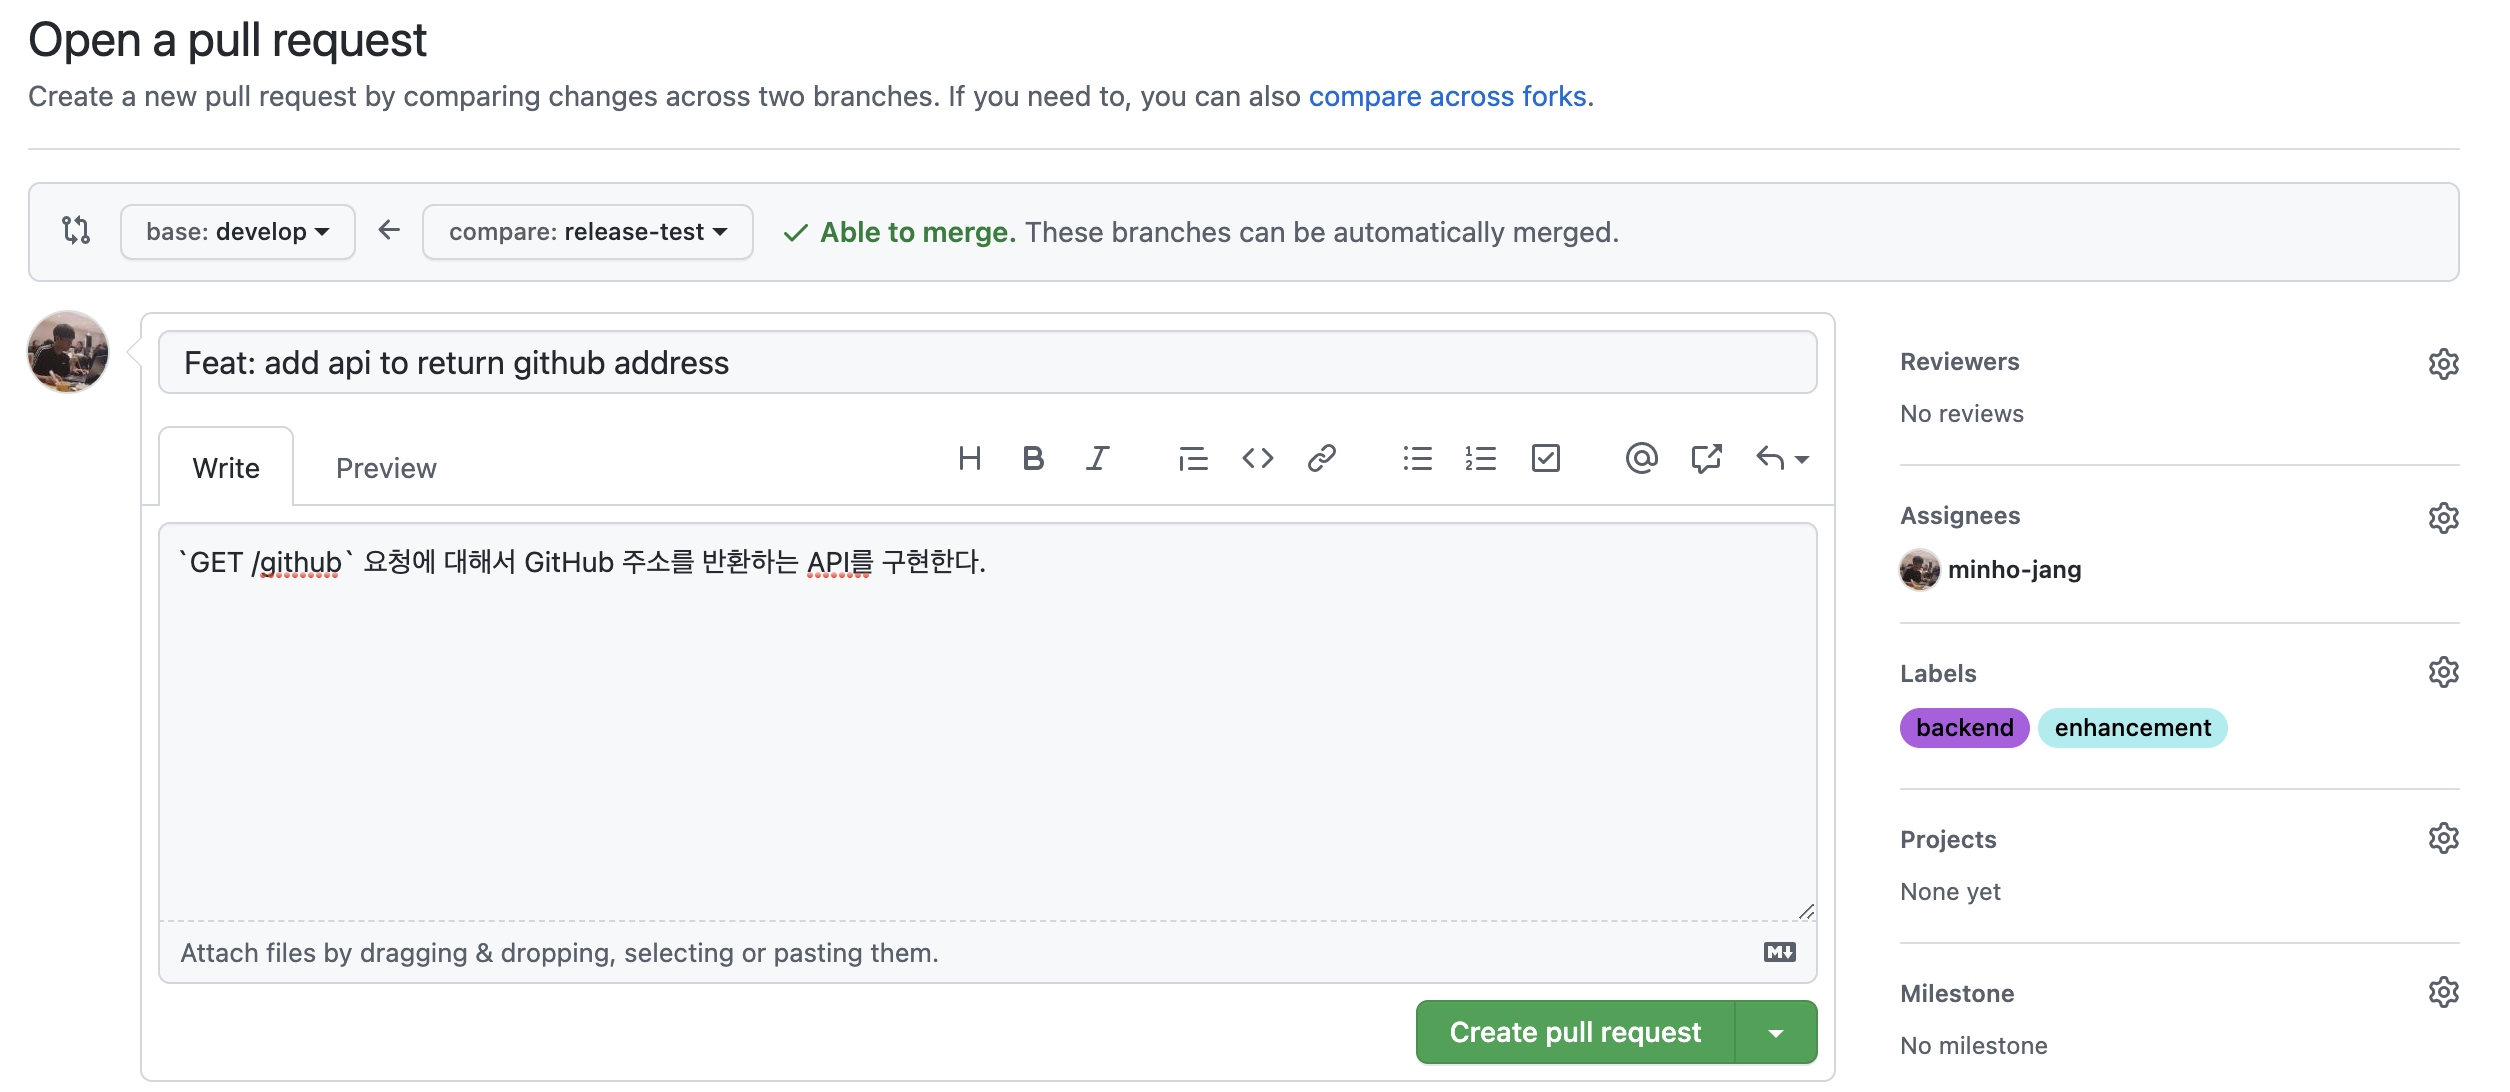 Open a pull request
Create a new pull request by comparing changes across two branches. If you need to, you can also compare across forks.
base: develop
compare: release-test
Able to merge. These branches can be automatically merged.
Feat: add api to return github address
Write
Preview
`GET /github` 요청에 대해서 GitHub 주소를 반환하는 API를 구현한다.
Attach files by dragging & dropping, selecting or pasting them.
Create pull request
Reviewers
No reviews
Assignees
minho-jang
Labels
backend
enhancement
Projects
None yet
Milestone
No milestone